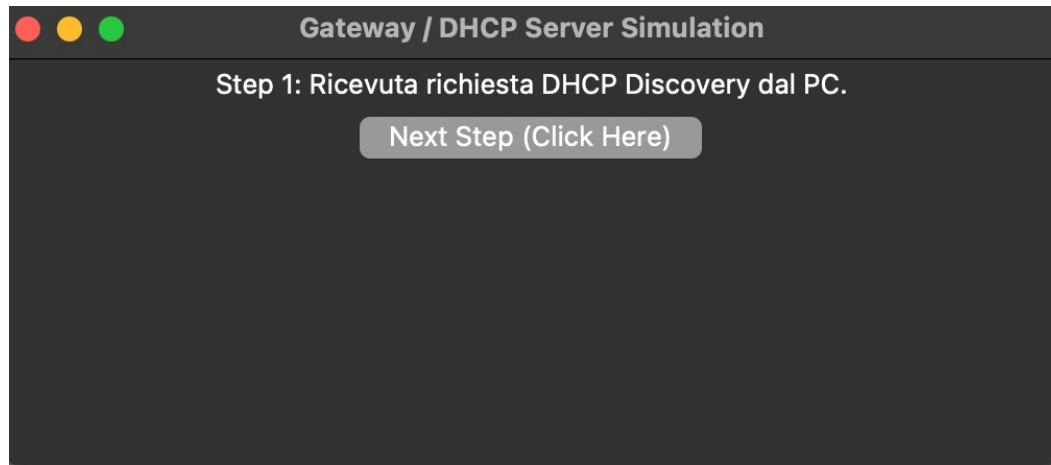 Gateway / DHCP Server Simulation
Step 1: Ricevuta richiesta DHCP Discovery dal PC.
Next Step (Click Here)